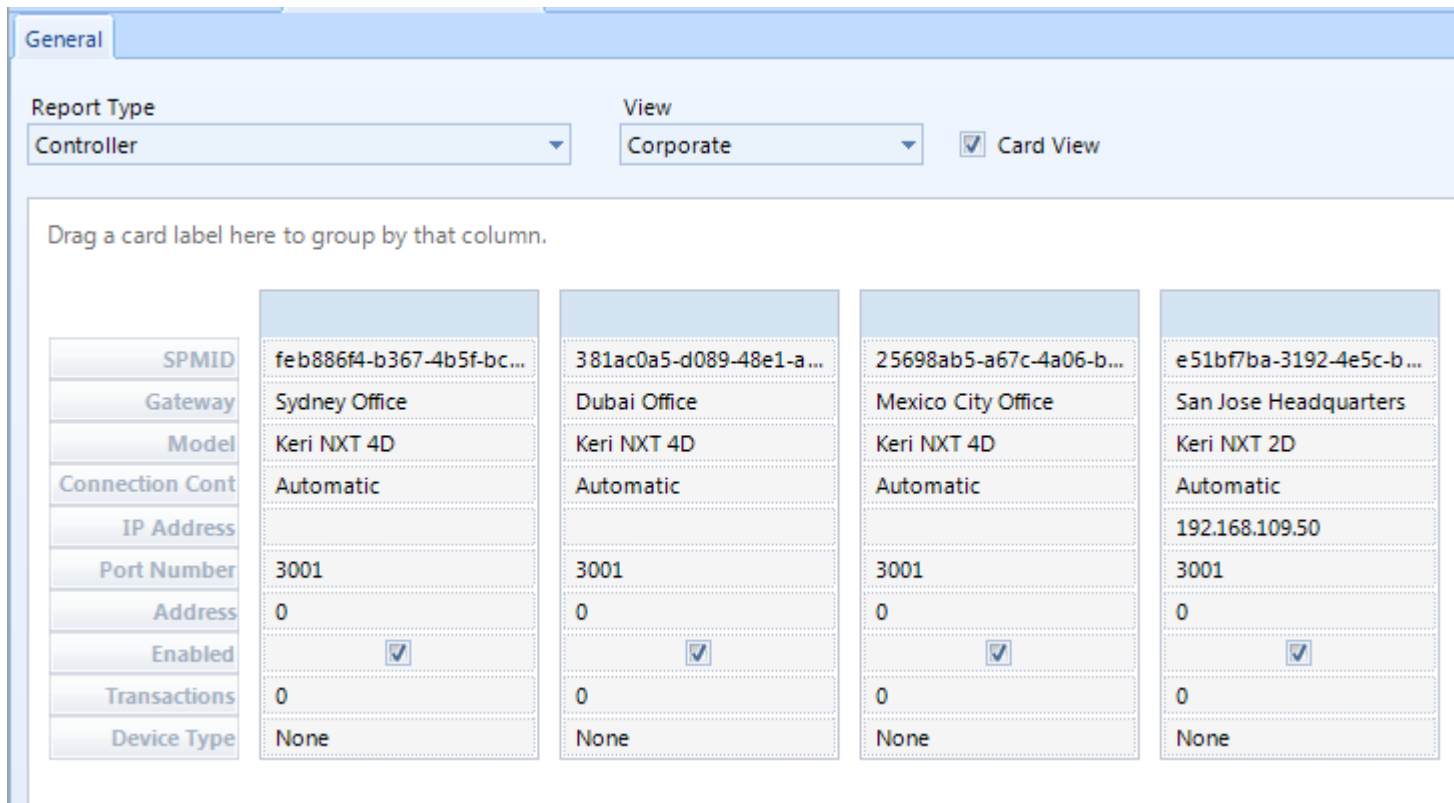 General
Report Type View
Controller Corporate Card View
Drag a card label here to group by that column.
SPMID feb886f4-b367-4b5f-bc... 381ac0a5-d089-48e1-a... 25698ab5-a67c-4a06-b... e51bf7ba-3192-4e5c-b...
Gateway Sydney Office Dubai Office Mexico City Office San Jose Headquarters
Model Keri NXT 4D Keri NXT 4D Keri NXT 4D Keri NXT 2D
Connection Cont Automatic Automatic Automatic Automatic
IP Address 192.168.109.50
Port Number 3001 3001 3001 3001
Address 0 0 0 0
Enabled
Transactions 0 0 0 0
Device Type None None None None